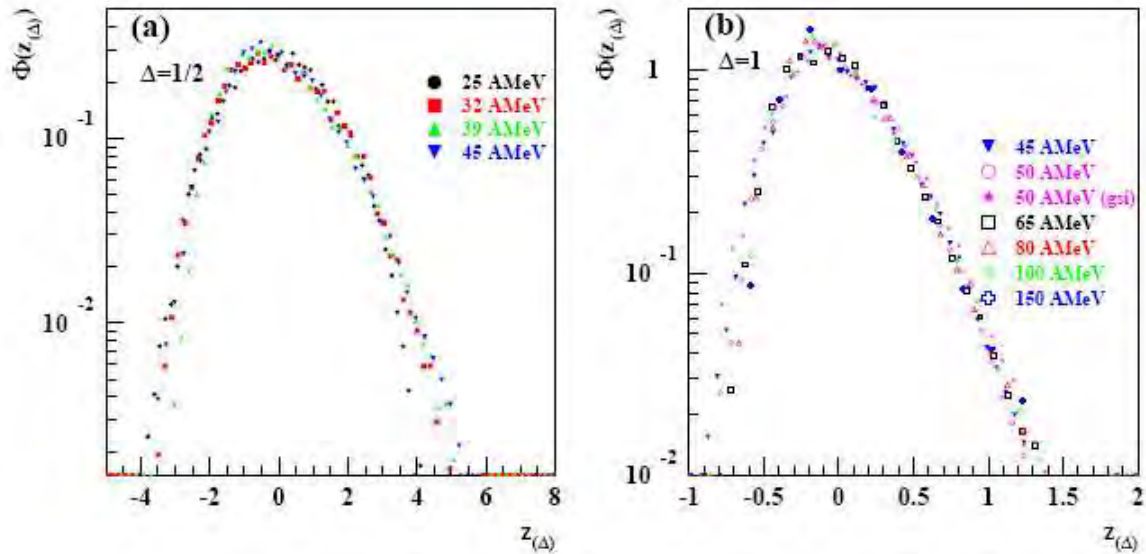 (a)
Φ(z(Δ))
Δ=1/2
25 AMeV
32 AMeV
39 AMeV
45 AMeV
10-1
10-2
-4 -2 0 2 4 6 8
z(Δ)
(b)
Φ(z(Δ))
Δ=1
45 AMeV
50 AMeV
50 AMeV (gsi)
65 AMeV
80 AMeV
100 AMeV
150 AMeV
1
10-1
10-2
-1 -0.5 0 0.5 1 1.5 2
z(Δ)